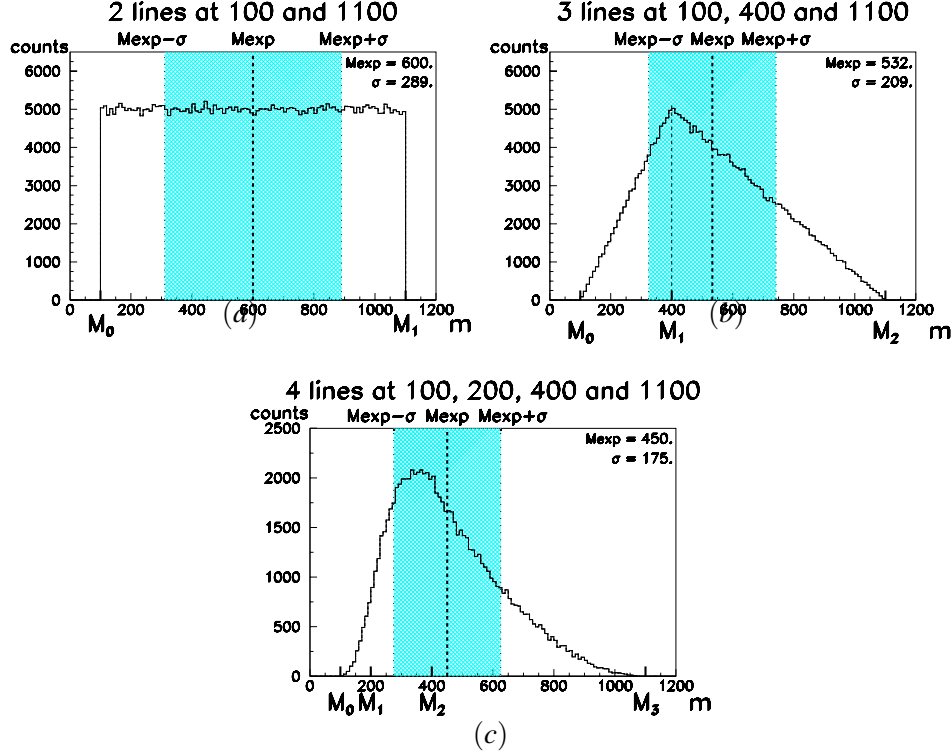 2 lines at 100 and 1100
counts
Mexp−σ Mexp Mexp+σ
Mexp = 600.
σ = 289.
6000
5000
4000
3000
2000
1000
0
0 200 400 600 800 1000 1200
M₀ M₁ m
(a)
3 lines at 100, 400 and 1100
counts
Mexp−σ Mexp Mexp+σ
Mexp = 532.
σ = 209.
6000
5000
4000
3000
2000
1000
0
0 200 400 600 800 1000 1200
M₀ M₁ M₂ m
(b)
4 lines at 100, 200, 400 and 1100
counts
Mexp−σ Mexp Mexp+σ
Mexp = 450.
σ = 175.
2500
2000
1500
1000
500
0
0 200 400 600 800 1000 1200
M₀ M₁ M₂ M₃ m
(c)